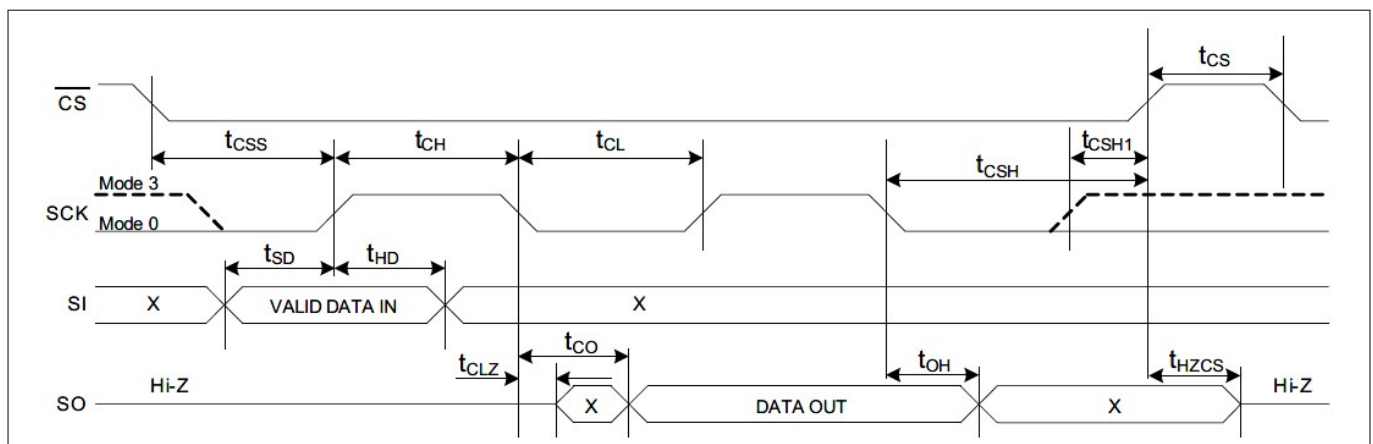 tCS
CS
tCSS
tCH
tCL
tCSH1
tCSH
Mode 3
SCK
Mode 0
tSD
tHD
SI
X
VALID DATA IN
X
tCO
tCLZ
tOH
tHZCS
Hi-Z
Hi-Z
SO
X
DATA OUT
X